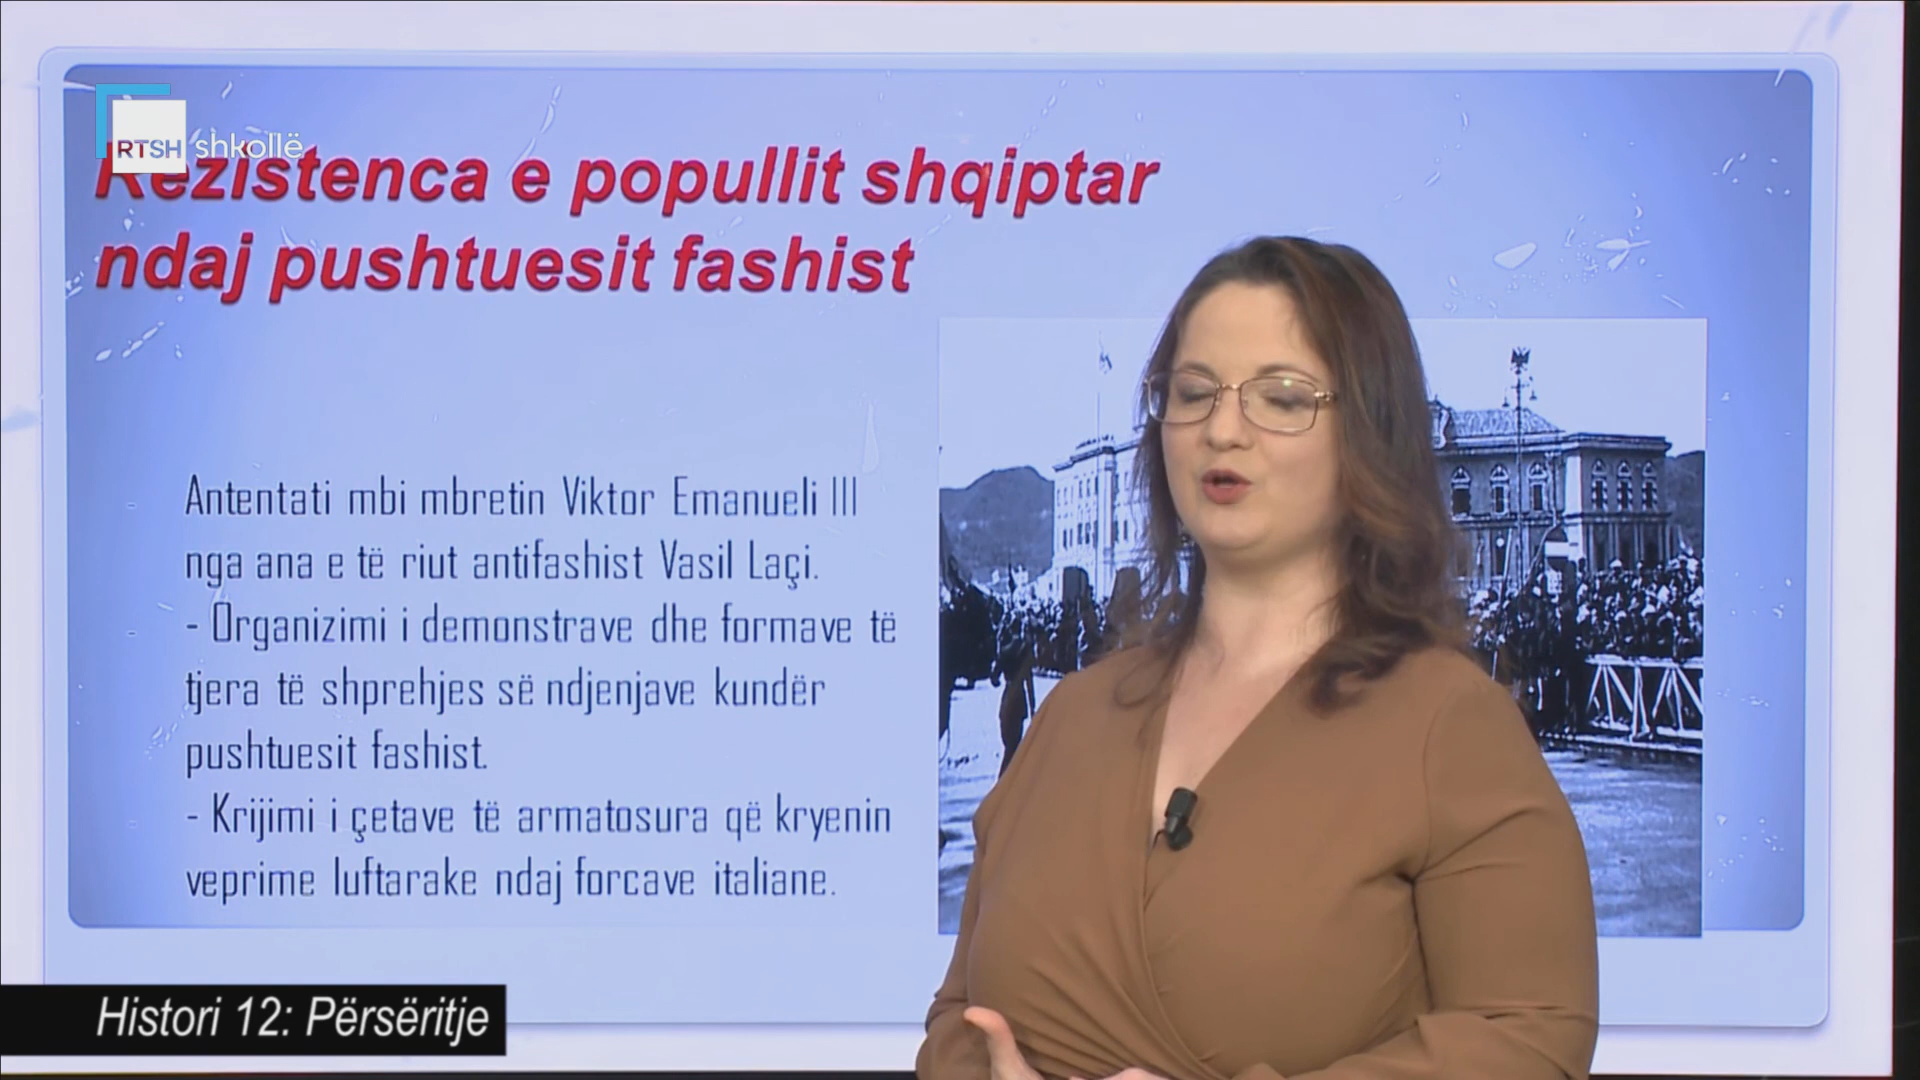 RTSH shkollë
Rezistenca e popullit shqiptar
ndaj pushtuesit fashist
- Antentati mbi mbretin Viktor Emanueli III
nga ana e të riut antifashist Vasil Laçi.
- - Organizimi i demonstrave dhe formave të
tjera të shprehjes së ndjenjave kundër
pushtuesit fashist.
- - Krijimi i çetave të armatosura që kryenin
veprime luftarake ndaj forcave italiane.
Histori 12: Përsëritje